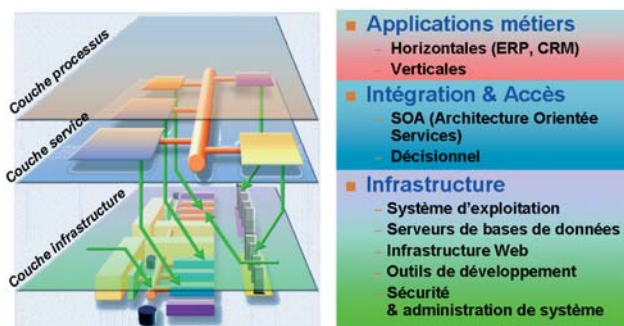 Couche processus
Couche service
Couche infrastructure
Applications métiers
– Horizontales (ERP, CRM)
– Verticales
Intégration & Accès
– SOA (Architecture Orientée
Services)
– Décisionnel
Infrastructure
– Système d'exploitation
– Serveurs de bases de données
– Infrastructure Web
– Outils de développement
– Sécurité
& administration de système